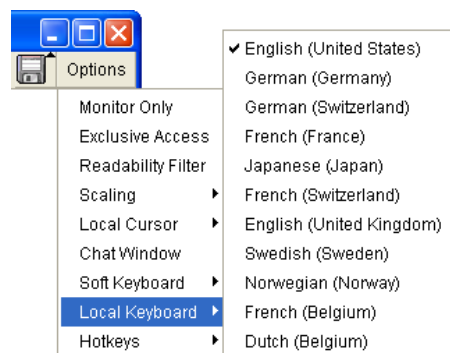 Options
Monitor Only
Exclusive Access
Readability Filter
Scaling
Local Cursor
Chat Window
Soft Keyboard
Local Keyboard
Hotkeys
English (United States)
German (Germany)
German (Switzerland)
French (France)
Japanese (Japan)
French (Switzerland)
English (United Kingdom)
Swedish (Sweden)
Norwegian (Norway)
French (Belgium)
Dutch (Belgium)